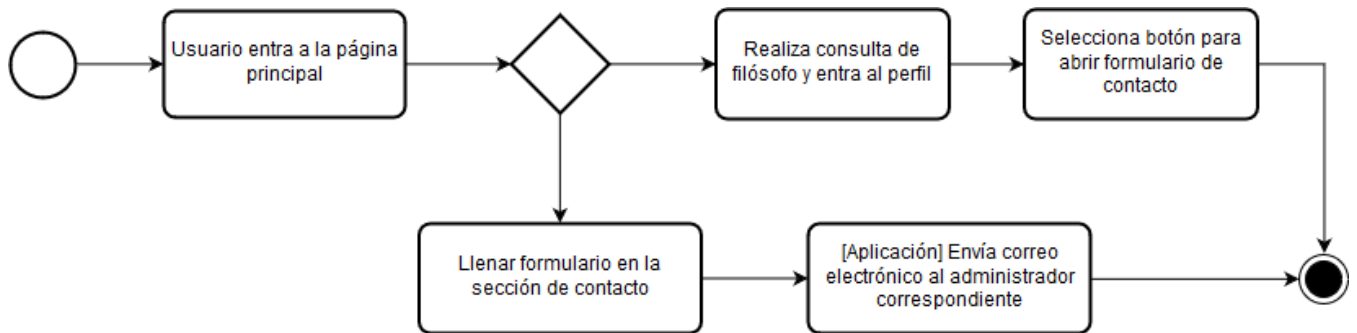 Usuario entra a la página
principal
Realiza consulta de
filósofo y entra al perfil
Selecciona botón para
abrir formulario de
contacto
Llenar formulario en la
sección de contacto
[Aplicación] Envía correo
electrónico al administrador
correspondiente